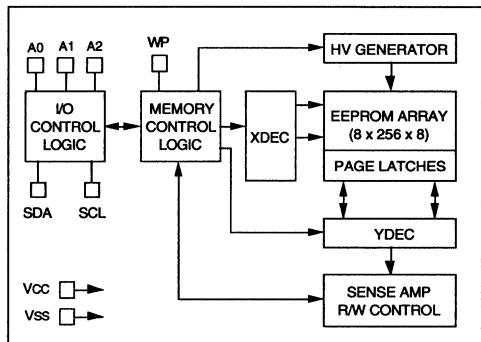 A0 A1 A2 WP
HV GENERATOR
I/O
CONTROL
LOGIC
MEMORY
CONTROL
LOGIC
XDEC
EEPROM ARRAY
(8 x 256 x 8)
PAGE LATCHES
SDA SCL
YDEC
VCC
VSS
SENSE AMP
R/W CONTROL